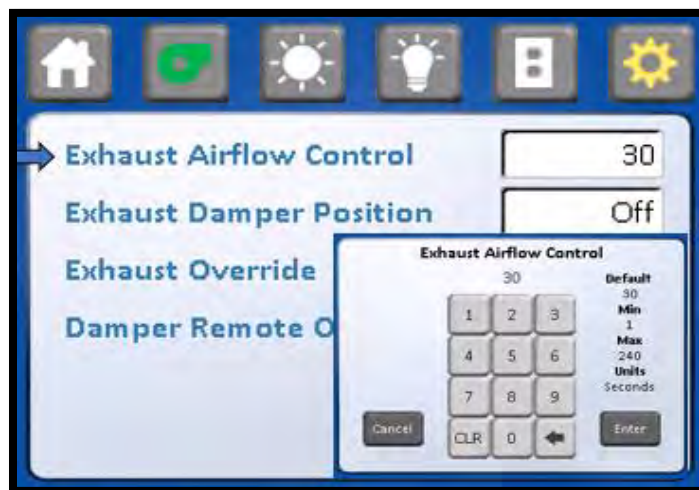 Exhaust Airflow Control 30
Exhaust Damper Position Off
Exhaust Override
Damper Remote O
Exhaust Airflow Control
30
Default
30
Min
1
Max
240
Units
Seconds
1 2 3
4 5 6
7 8 9
Cancel CLR 0 Enter